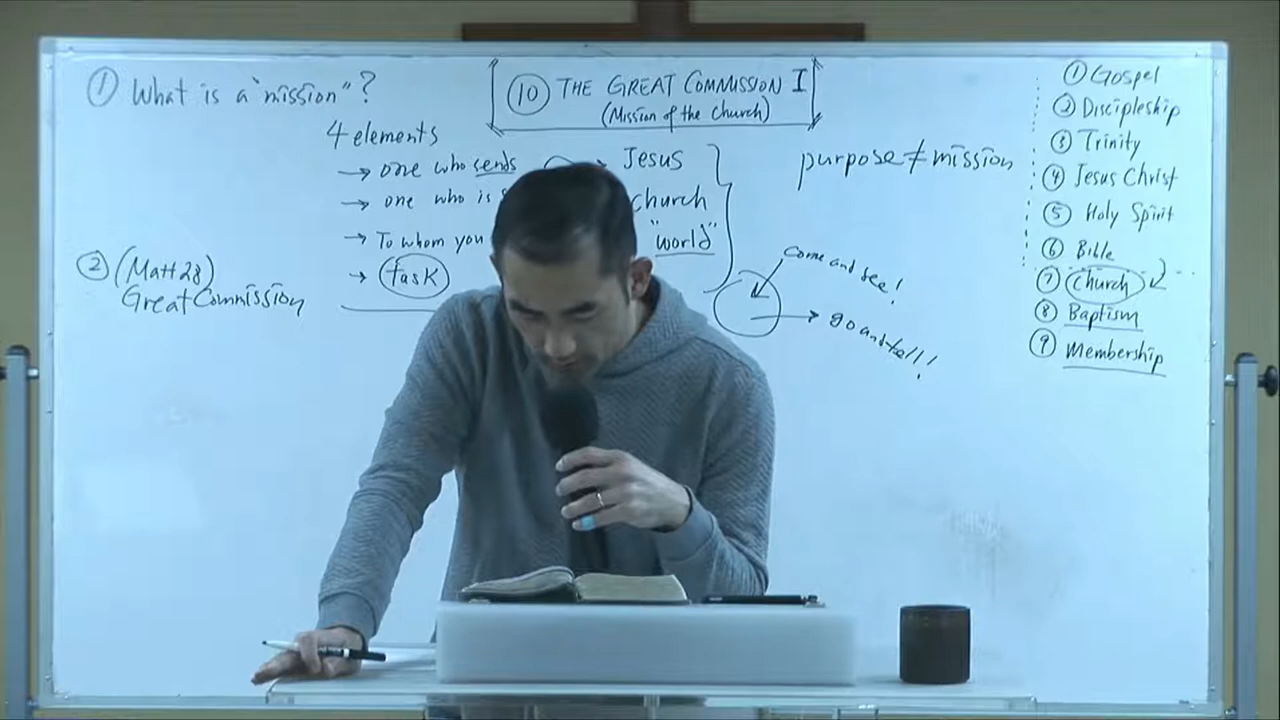 ① What is a "mission"?
⑩ THE GREAT COMMISSION I
(Mission of the Church)
4 elements
→ one who sends → Jesus
→ one who is church
→ To whom you "world"
→ task
② (Matt 28)
Great Commission
purpose ≠ mission
come and see!
→ go and tell!
① Gospel
② Discipleship
③ Trinity
④ Jesus Christ
⑤ Holy Spirit
⑥ Bible
⑦ Church
⑧ Baptism
⑨ Membership